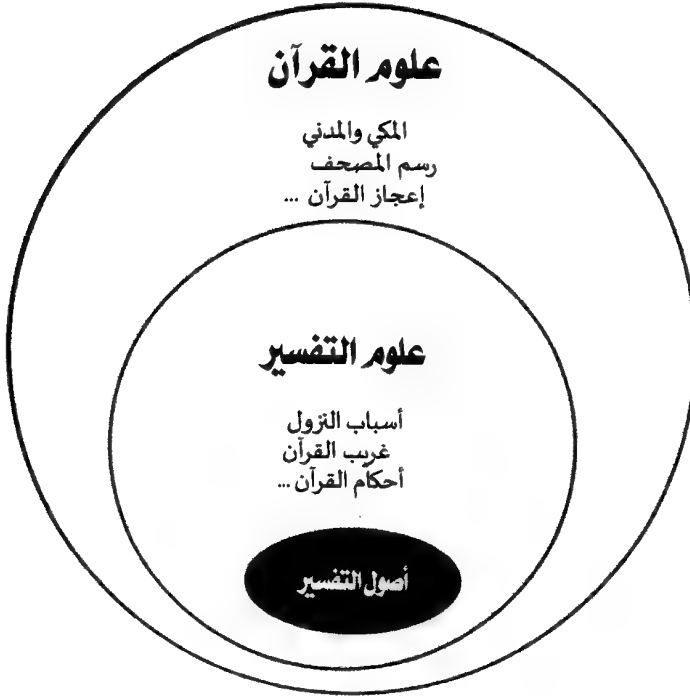 علوم القرآن
المكي والمدني
رسم المصحف
إعجاز القرآن ...
علوم التفسير
أسباب النزول
غريب القرآن
أحكام القرآن ...
أصول التفسير